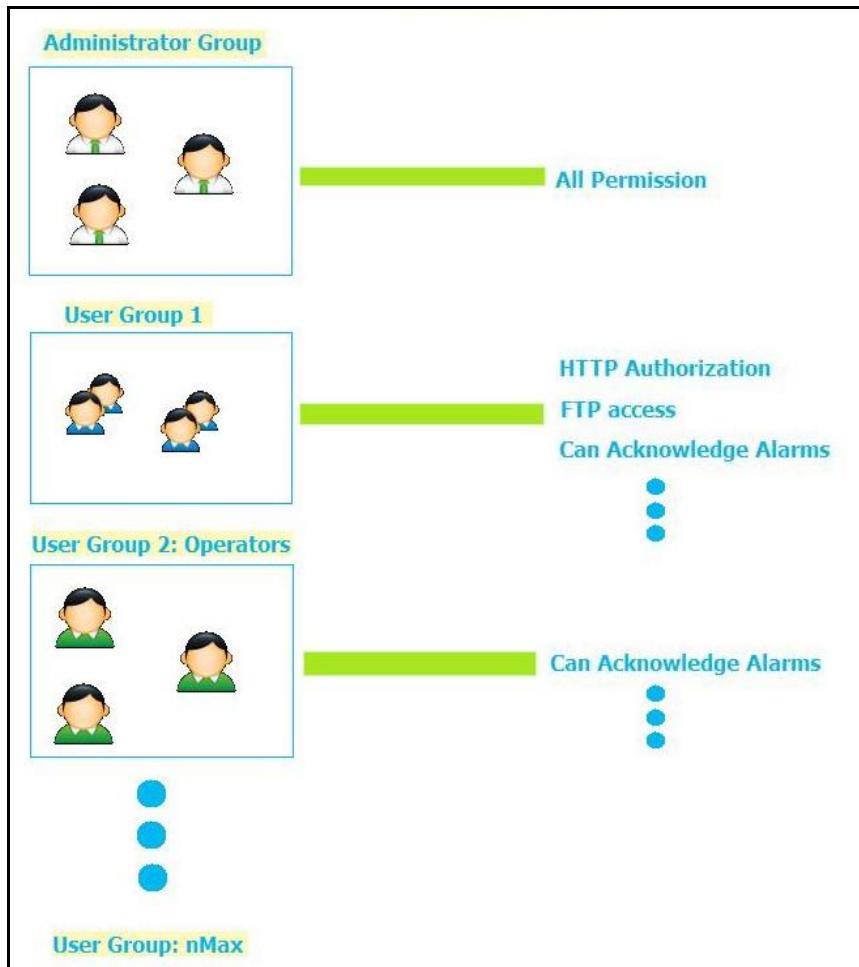 Administrator Group
All Permission
User Group 1
HTTP Authorization
FTP access
Can Acknowledge Alarms
User Group 2: Operators
Can Acknowledge Alarms
User Group: nMax